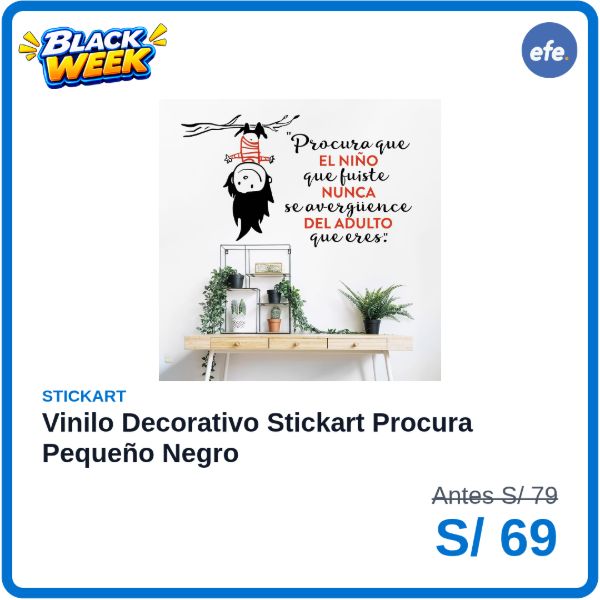 BLACK
WEEK
efe.
"Procura que
EL NIÑO
que fuiste
NUNCA
se avergüence
DEL ADULTO
que eres."
STICKART
Vinilo Decorativo Stickart Procura
Pequeño Negro
Antes S/ 79
S/ 69